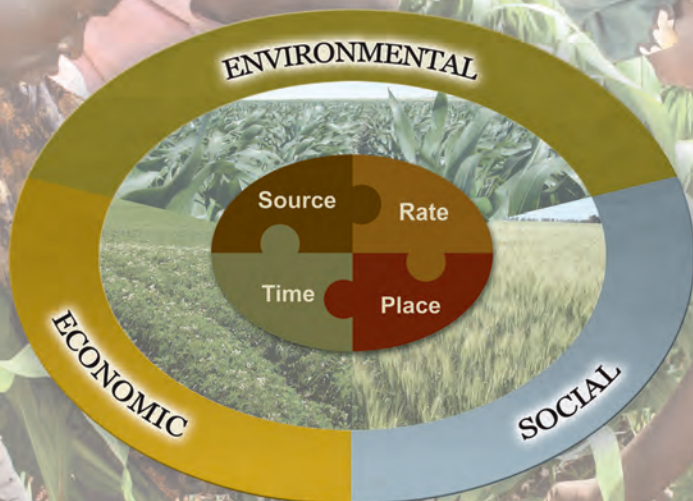 ENVIRONMENTAL
Source
Rate
Time
Place
ECONOMIC
SOCIAL